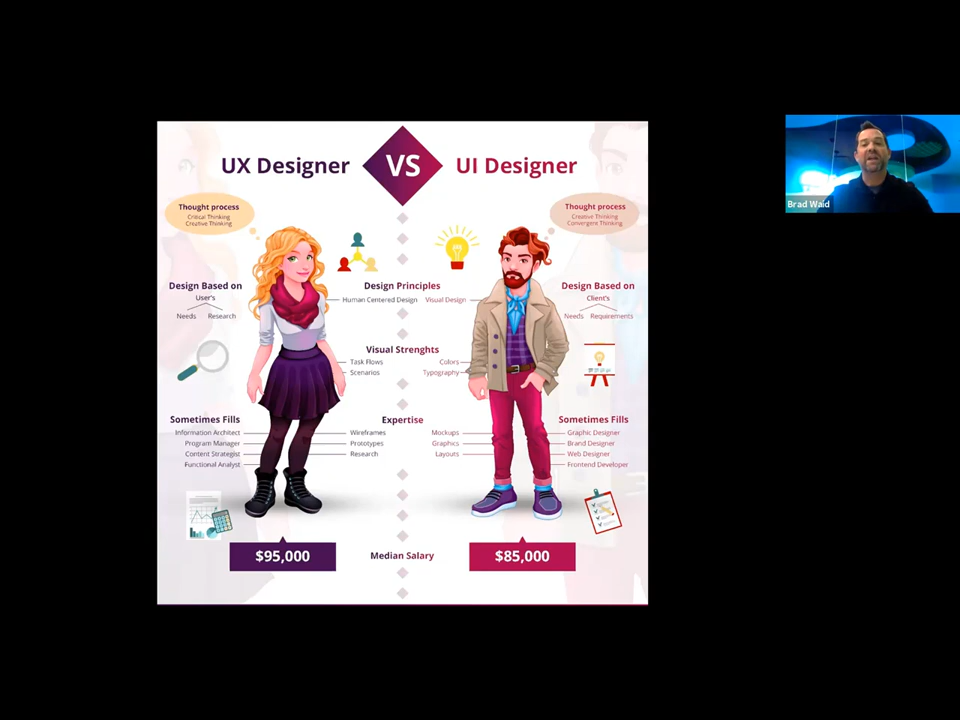 UX Designer VS UI Designer
Thought process
Critical Thinking
Creative Thinking
Thought process
Creative Thinking
Convergent Thinking
Design Based on
User's
Needs Research
Design Principles
Human Centered Design Visual Design
Design Based on
Client's
Needs Requirements
Visual Strenghts
Task Flows Colors
Scenarios Typography
Sometimes Fills
Information Architect
Program Manager
Content Strategist
Functional Analyst
Expertise
Wireframes Mockups
Prototypes Graphics
Research Layouts
Sometimes Fills
Graphic Designer
Brand Designer
Web Designer
Frontend Developer
$95,000 Median Salary $85,000
Brad Waid